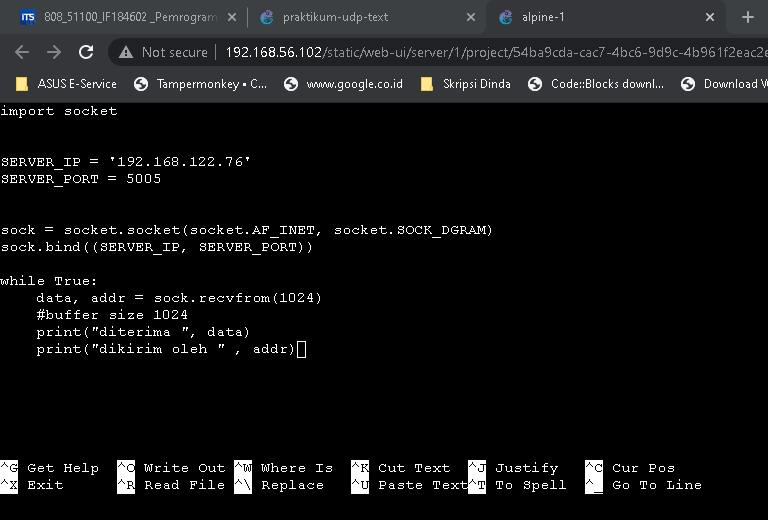 808_51100_IF184602_Pemrogram
praktikum-udp-text
alpine-1
Not secure
192.168.56.102/static/web-ui/server/1/project/54ba9cda-cac7-4bc6-9d9c-4b961f2eac2e
ASUS E-Service
Tampermonkey • C...
www.google.co.id
Skripsi Dinda
Code::Blocks downl...
Download V
import socket
SERVER_IP = '192.168.122.76'
SERVER_PORT = 5005
sock = socket.socket(socket.AF_INET, socket.SOCK_DGRAM)
sock.bind((SERVER_IP, SERVER_PORT))
while True:
    data, addr = sock.recvfrom(1024)
    #buffer size 1024
    print("diterima ", data)
    print("dikirim oleh " , addr)
^G Get Help ^O Write Out ^W Where Is ^K Cut Text ^J Justify ^C Cur Pos
^X Exit ^R Read File ^\ Replace ^U Paste Text ^T To Spell ^_ Go To Line